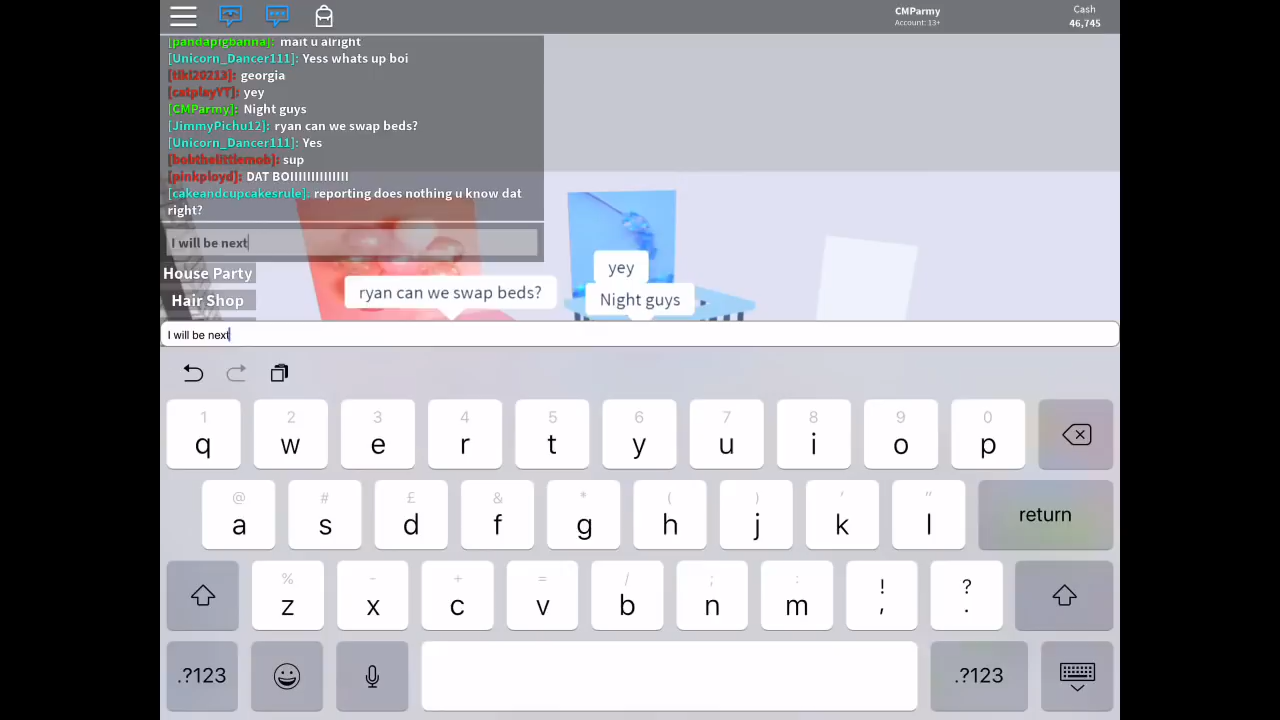 CMParmy
Account: 13+
Cash
46,745
[pandapigbanna]: mait u alright
[Unicorn_Dancer111]: Yess whats up boi
[tiki20213]: georgia
[catplayYT]: yey
[CMParmy]: Night guys
[JimmyPichu12]: ryan can we swap beds?
[Unicorn_Dancer111]: Yes
[bobthelittlemob]: sup
[pinkployd]: DAT BOIIIIIIIIIIIIII
[cakeandcupcakesrule]: reporting does nothing u know dat
right?
I will be next
House Party
Hair Shop
ryan can we swap beds?
yey
Night guys
I will be next
1 2 3 4 5 6 7 8 9 0
q w e r t y u i o p
@ # £ & * ( ) ' "
a s d f g h j k l return
% - + = / ; : ! ?
z x c v b n m , .
.?123 .?123